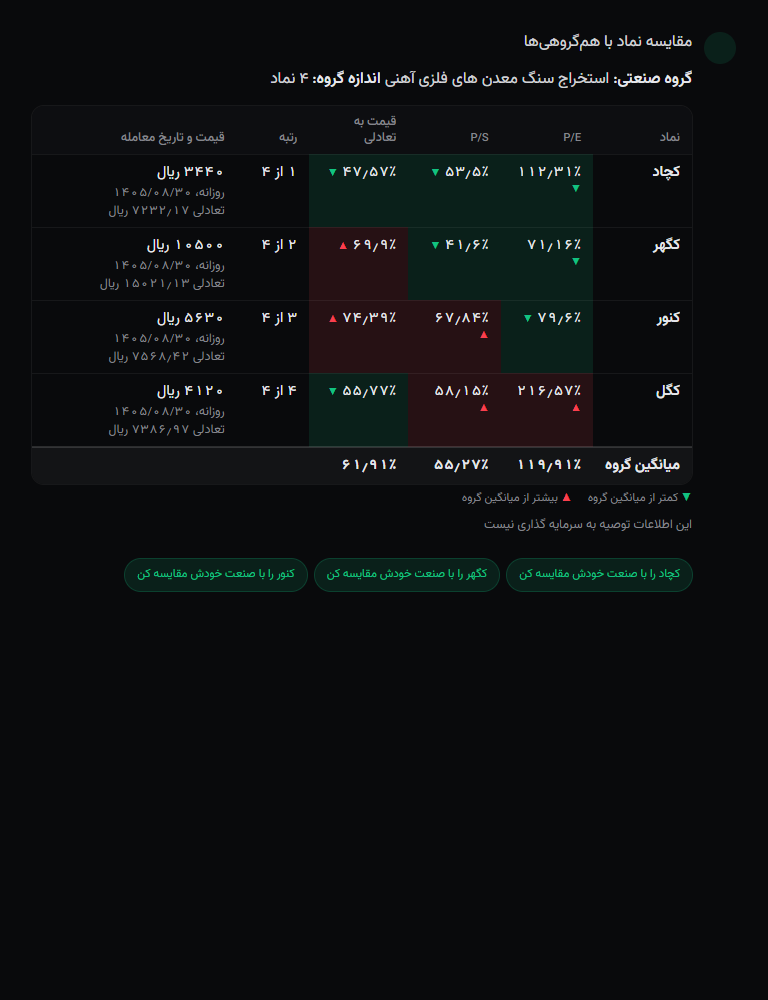 مقایسه نماد با هم‌گروهی‌ها
گروه صنعتی: استخراج سنگ معدن های فلزی آهنی اندازه گروه: ۴ نماد
نماد P/E P/S قیمت به تعادلی رتبه قیمت و تاریخ معامله
کچاد ۱۱۲٫۳۱٪ ▼ ۵۳٫۵٪ ▼ ۴۷٫۵۷٪ ▼ ۱ از ۴ ۳۴۴۰ ریال
روزانه، ۱۴۰۵/۰۸/۳۰
تعادلی ۷۲۳۲٫۱۷ ریال
کگهر ۷۱٫۱۶٪ ▼ ۴۱٫۶٪ ▼ ۶۹٫۹٪ ▲ ۲ از ۴ ۱۰۵۰۰ ریال
روزانه، ۱۴۰۵/۰۸/۳۰
تعادلی ۱۵۰۲۱٫۱۳ ریال
کنور ۷۹٫۶٪ ▼ ۶۷٫۸۴٪ ▲ ۷۴٫۳۹٪ ▲ ۳ از ۴ ۵۶۳۰ ریال
روزانه، ۱۴۰۵/۰۸/۳۰
تعادلی ۷۵۶۸٫۴۲ ریال
کگل ۲۱۶٫۵۷٪ ▲ ۵۸٫۱۵٪ ▲ ۵۵٫۷۷٪ ▼ ۴ از ۴ ۴۱۲۰ ریال
روزانه، ۱۴۰۵/۰۸/۳۰
تعادلی ۷۳۸۶٫۹۷ ریال
میانگین گروه ۱۱۹٫۹۱٪ ۵۵٫۲۷٪ ۶۱٫۹۱٪
▼ کمتر از میانگین گروه ▲ بیشتر از میانگین گروه
این اطلاعات توصیه به سرمایه گذاری نیست
کچاد را با صنعت خودش مقایسه کن
کگهر را با صنعت خودش مقایسه کن
کنور را با صنعت خودش مقایسه کن